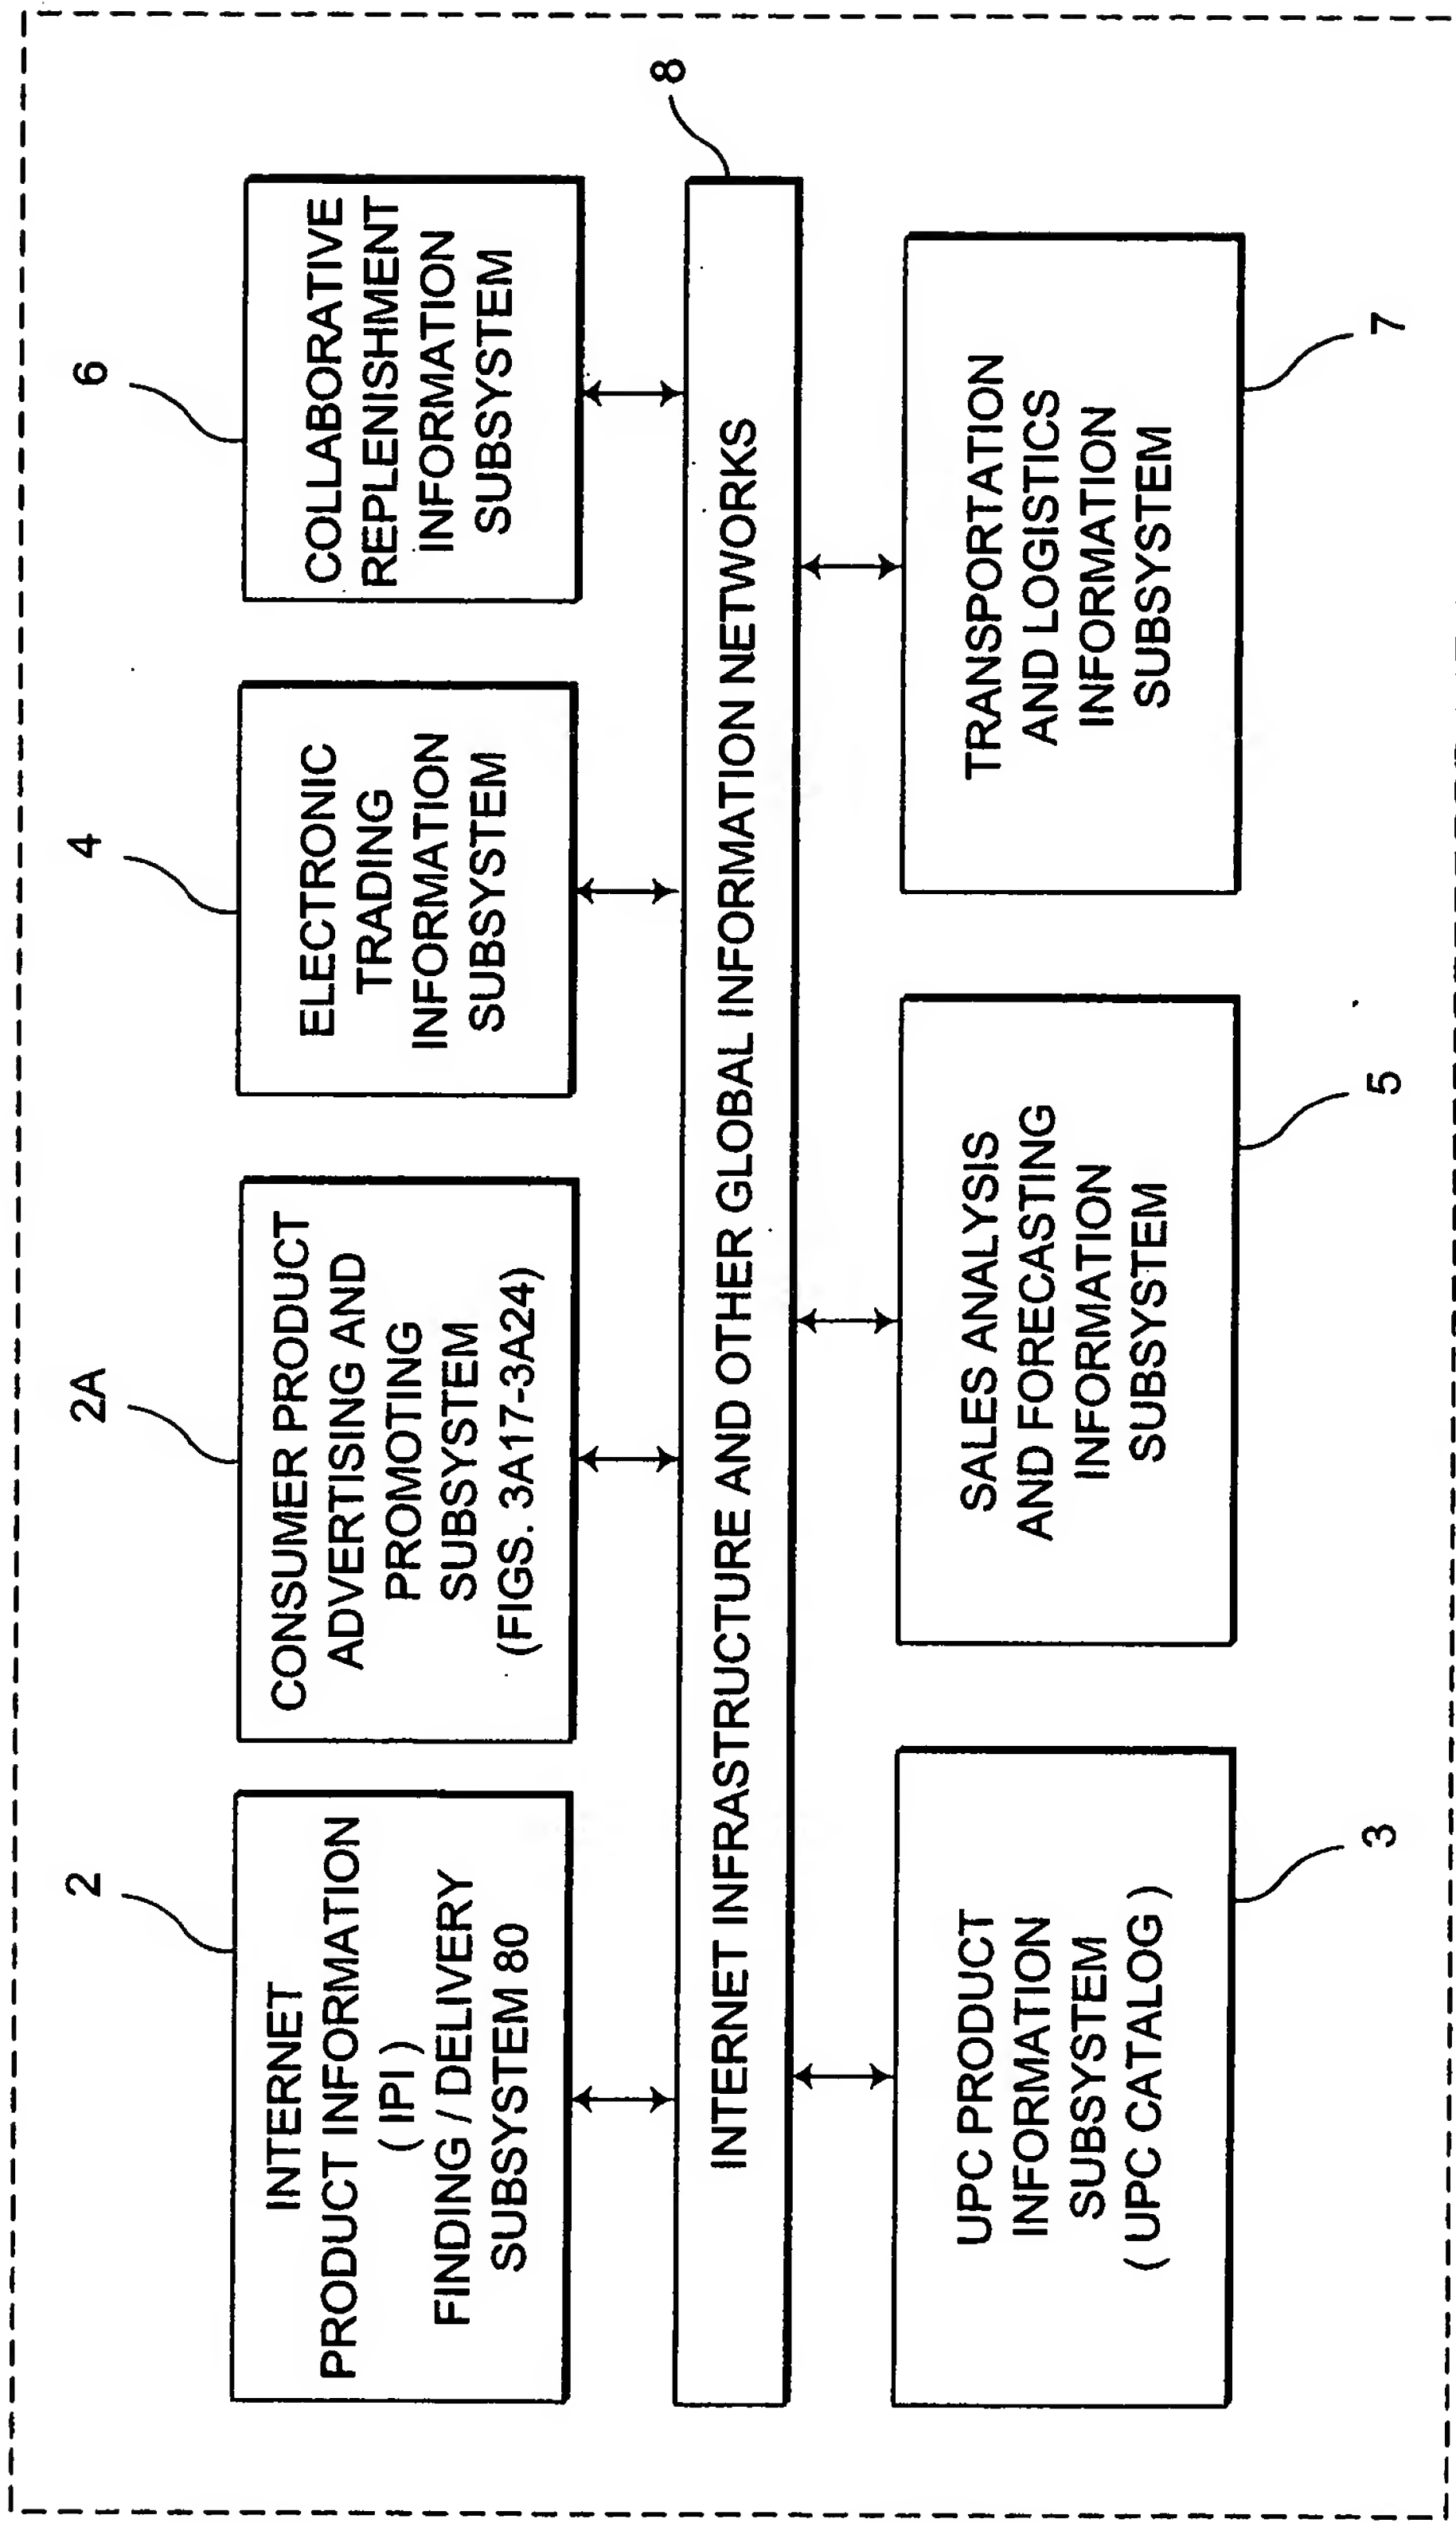 2
INTERNET
PRODUCT INFORMATION
( IPI )
FINDING / DELIVERY
SUBSYSTEM 80
2A
CONSUMER PRODUCT
ADVERTISING AND
PROMOTING
SUBSYSTEM
(FIGS. 3A17-3A24)
4
ELECTRONIC
TRADING
INFORMATION
SUBSYSTEM
6
COLLABORATIVE
REPLENISHMENT
INFORMATION
SUBSYSTEM
8
INTERNET INFRASTRUCTURE AND OTHER GLOBAL INFORMATION NETWORKS
UPC PRODUCT
INFORMATION
SUBSYSTEM
( UPC CATALOG )
3
SALES ANALYSIS
AND FORECASTING
INFORMATION
SUBSYSTEM
5
TRANSPORTATION
AND LOGISTICS
INFORMATION
SUBSYSTEM
7